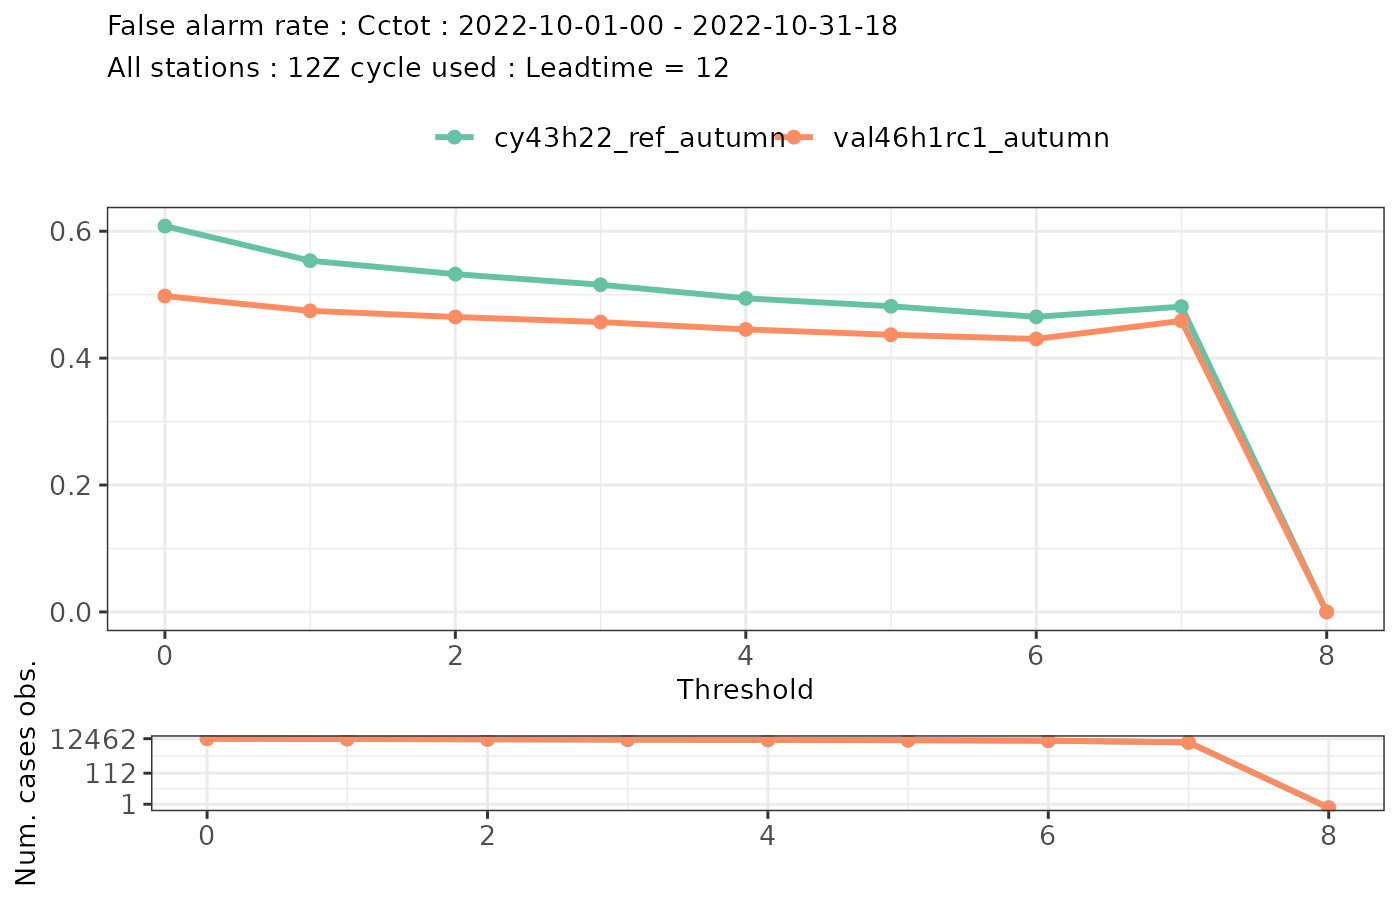 False alarm rate : Cctot : 2022-10-01-00 - 2022-10-31-18
All stations : 12Z cycle used : Leadtime = 12
cy43h22_ref_autumn val46h1rc1_autumn
0.6
0.4
0.2
0.0
0 2 4 6 8
Threshold
Num. cases obs.
12462
112
1
0 2 4 6 8